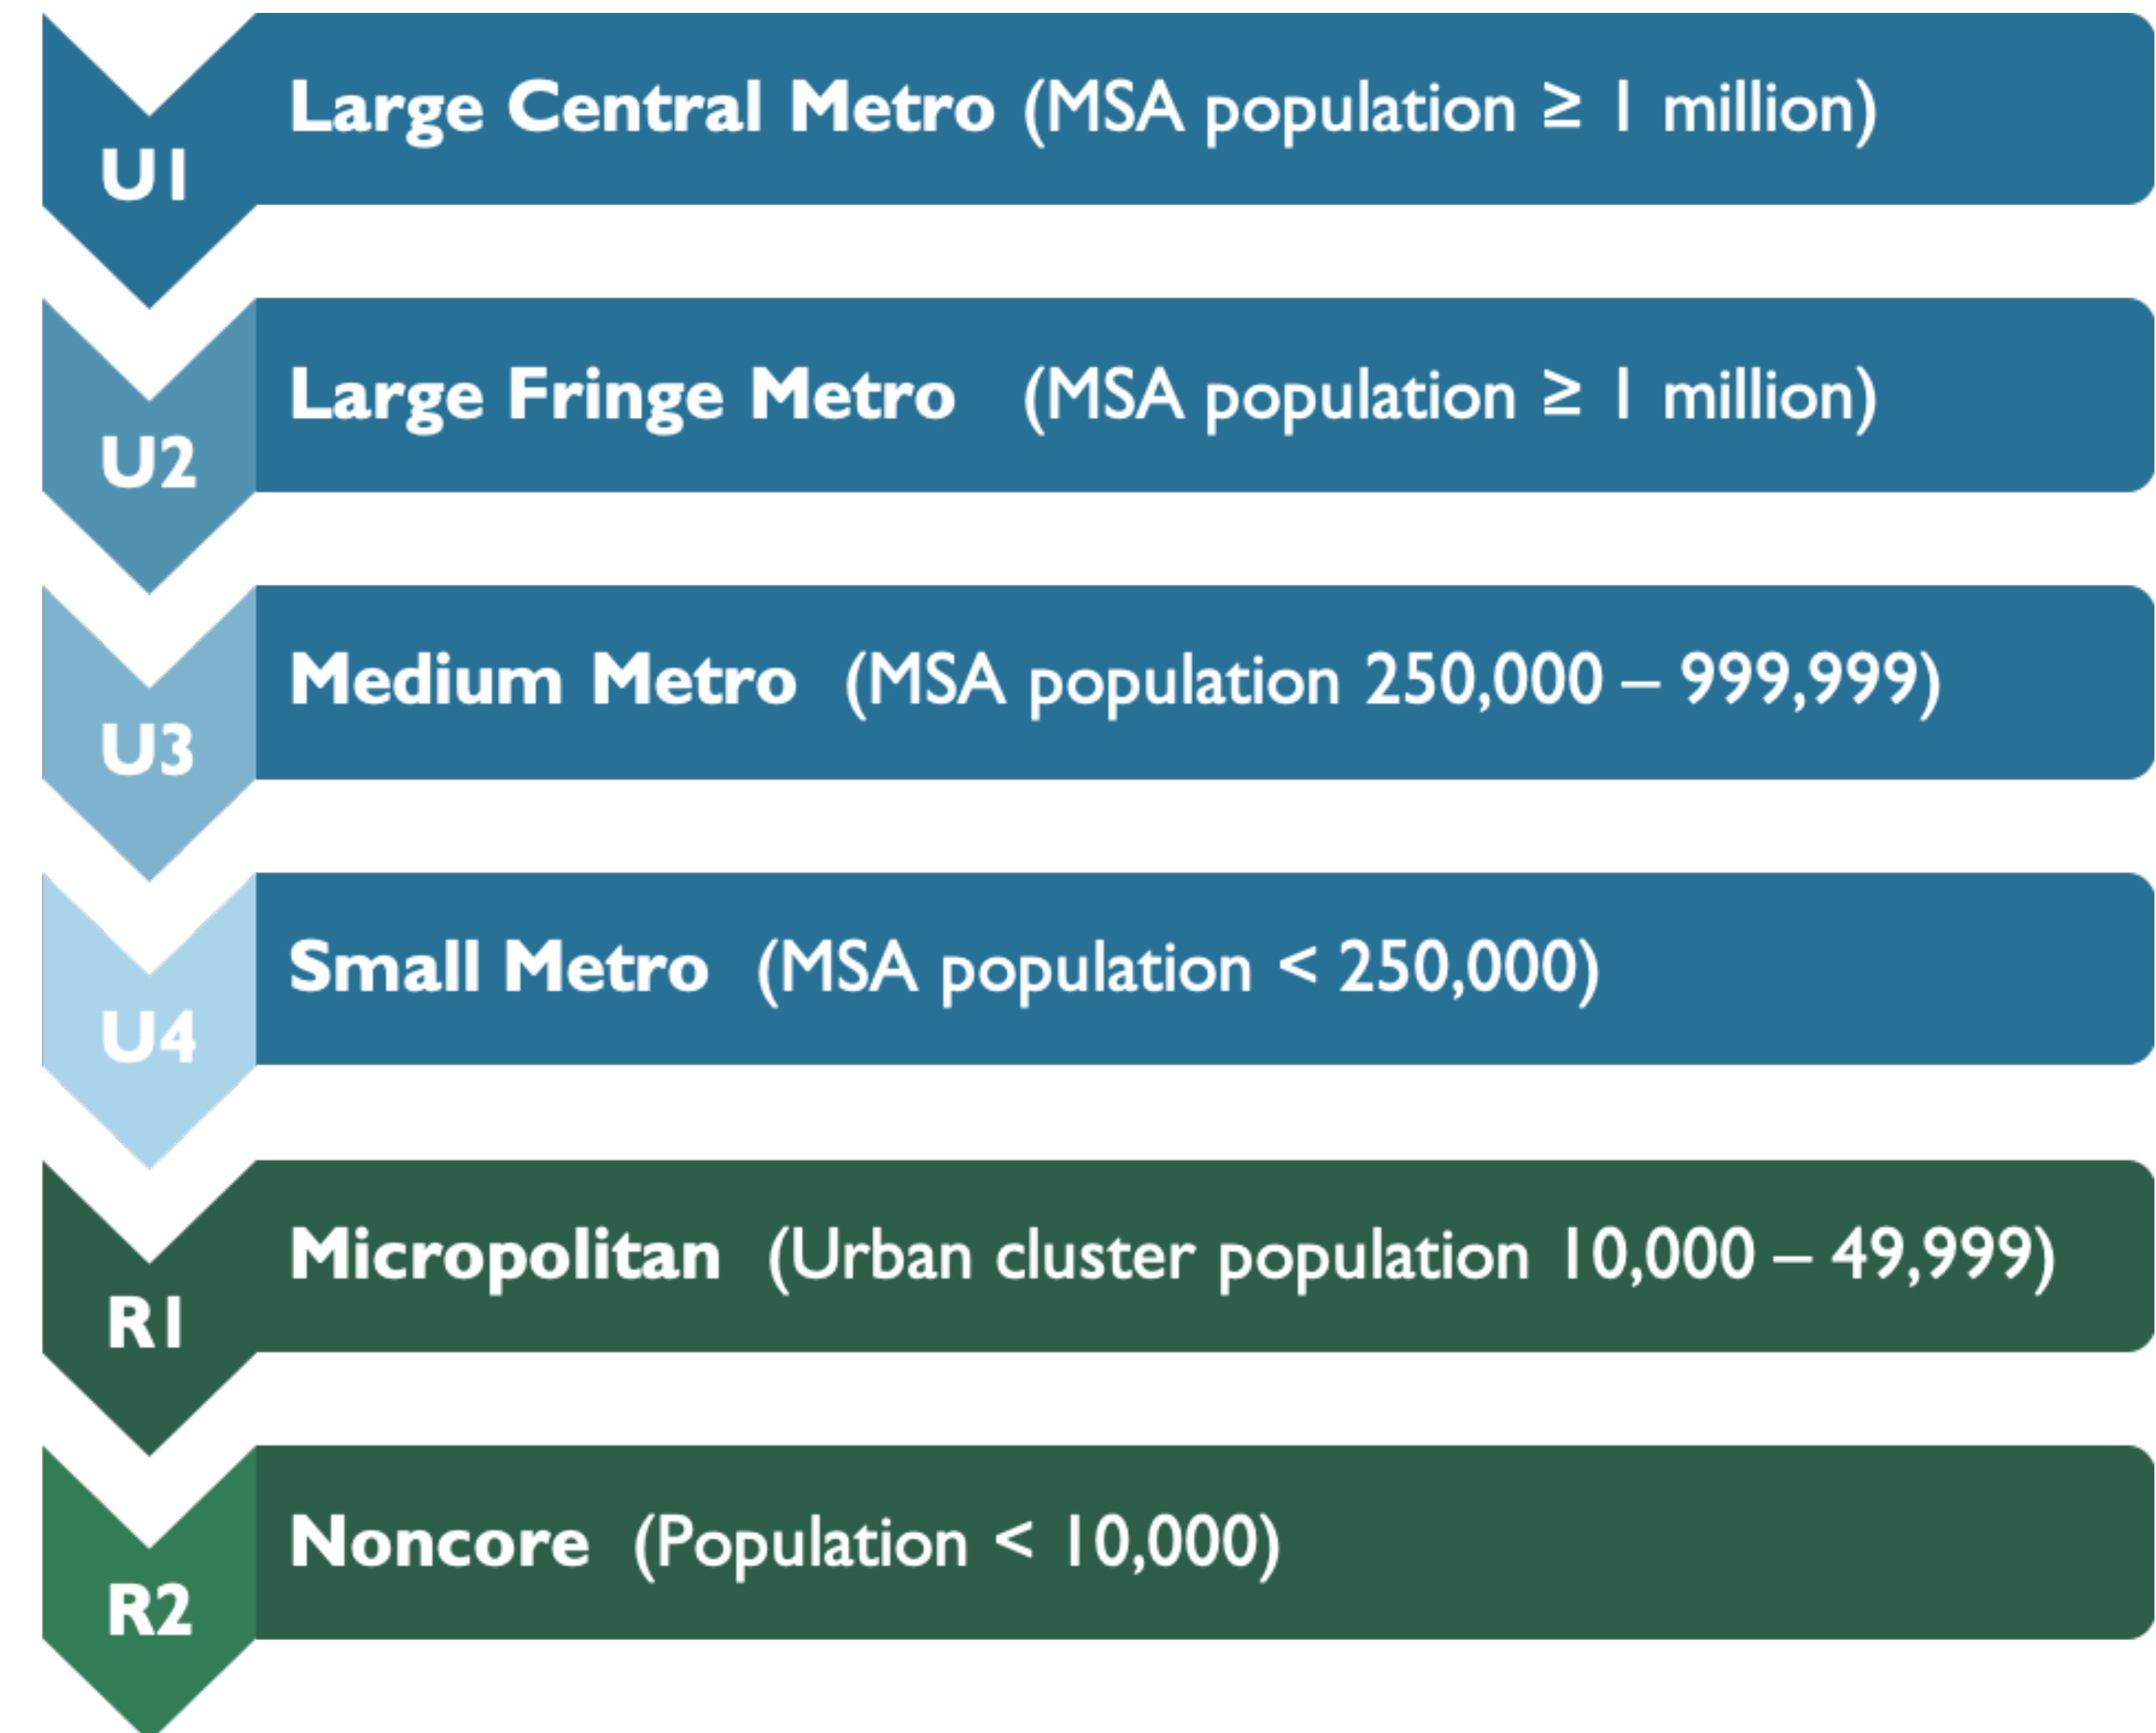 Large Central Metro (MSA population ≥ 1 million)
U1
Large Fringe Metro (MSA population ≥ 1 million)
U2
Medium Metro (MSA population 250,000 – 999,999)
U3
Small Metro (MSA population < 250,000)
U4
Micropolitan (Urban cluster population 10,000 – 49,999)
R1
Noncore (Population < 10,000)
R2